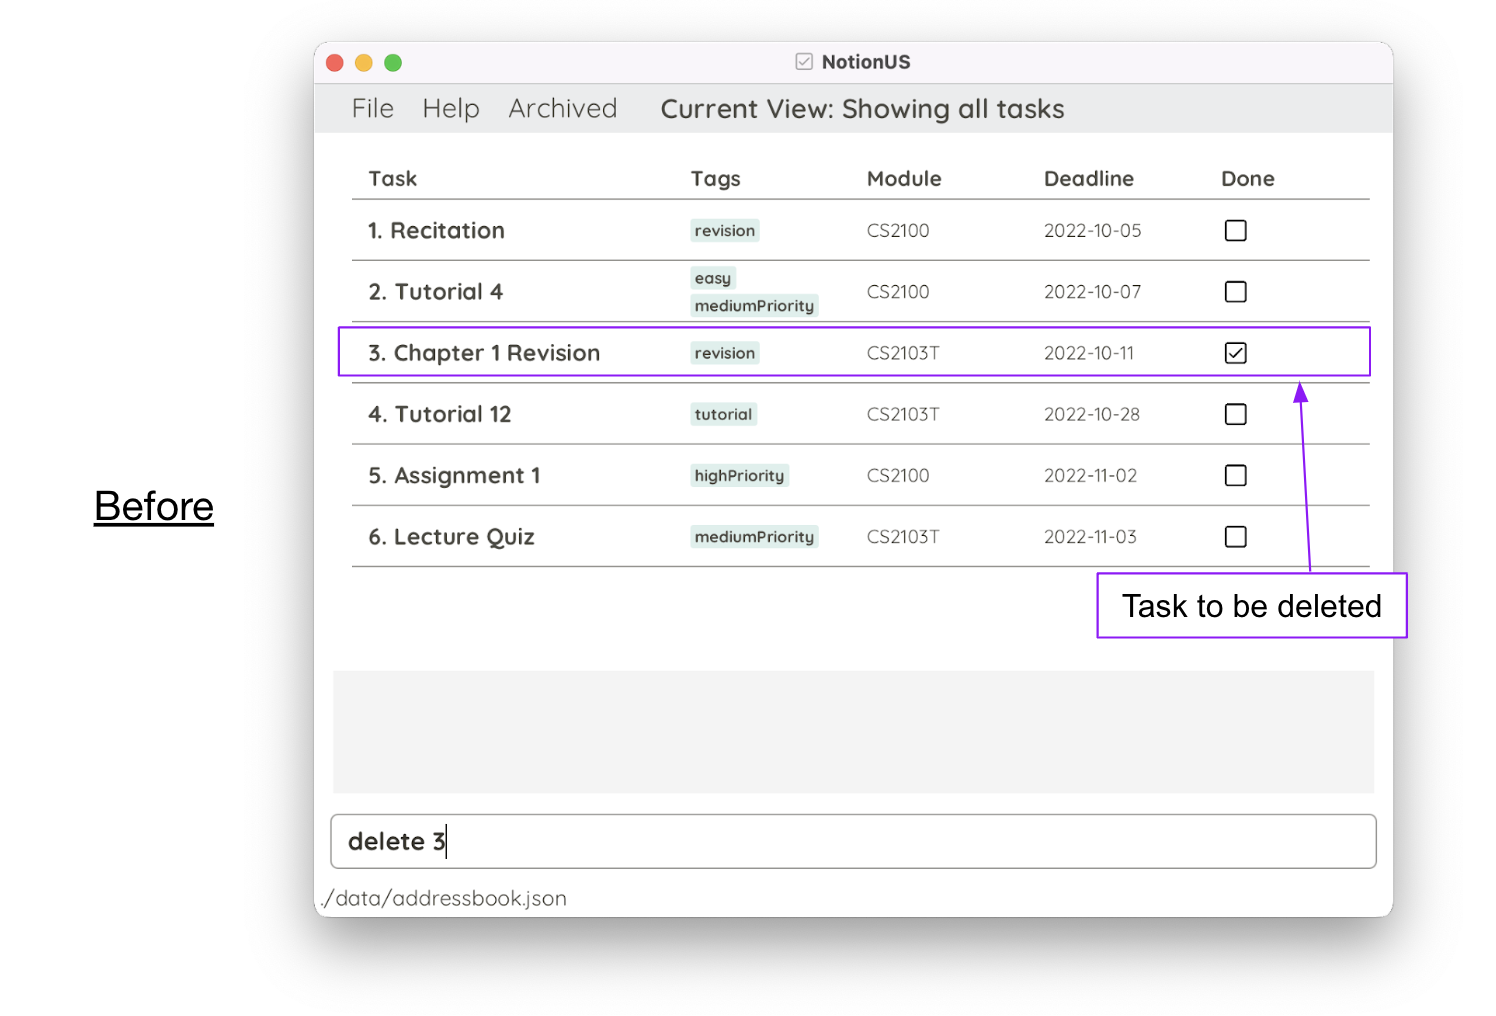 NotionUS
File Help Archived Current View: Showing all tasks
Task Tags Module Deadline Done
1. Recitation revision CS2100 2022-10-05
2. Tutorial 4 easy mediumPriority CS2100 2022-10-07
3. Chapter 1 Revision revision CS2103T 2022-10-11
4. Tutorial 12 tutorial CS2103T 2022-10-28
5. Assignment 1 highPriority CS2100 2022-11-02
Before
6. Lecture Quiz mediumPriority CS2103T 2022-11-03
Task to be deleted
delete 3
./data/addressbook.json